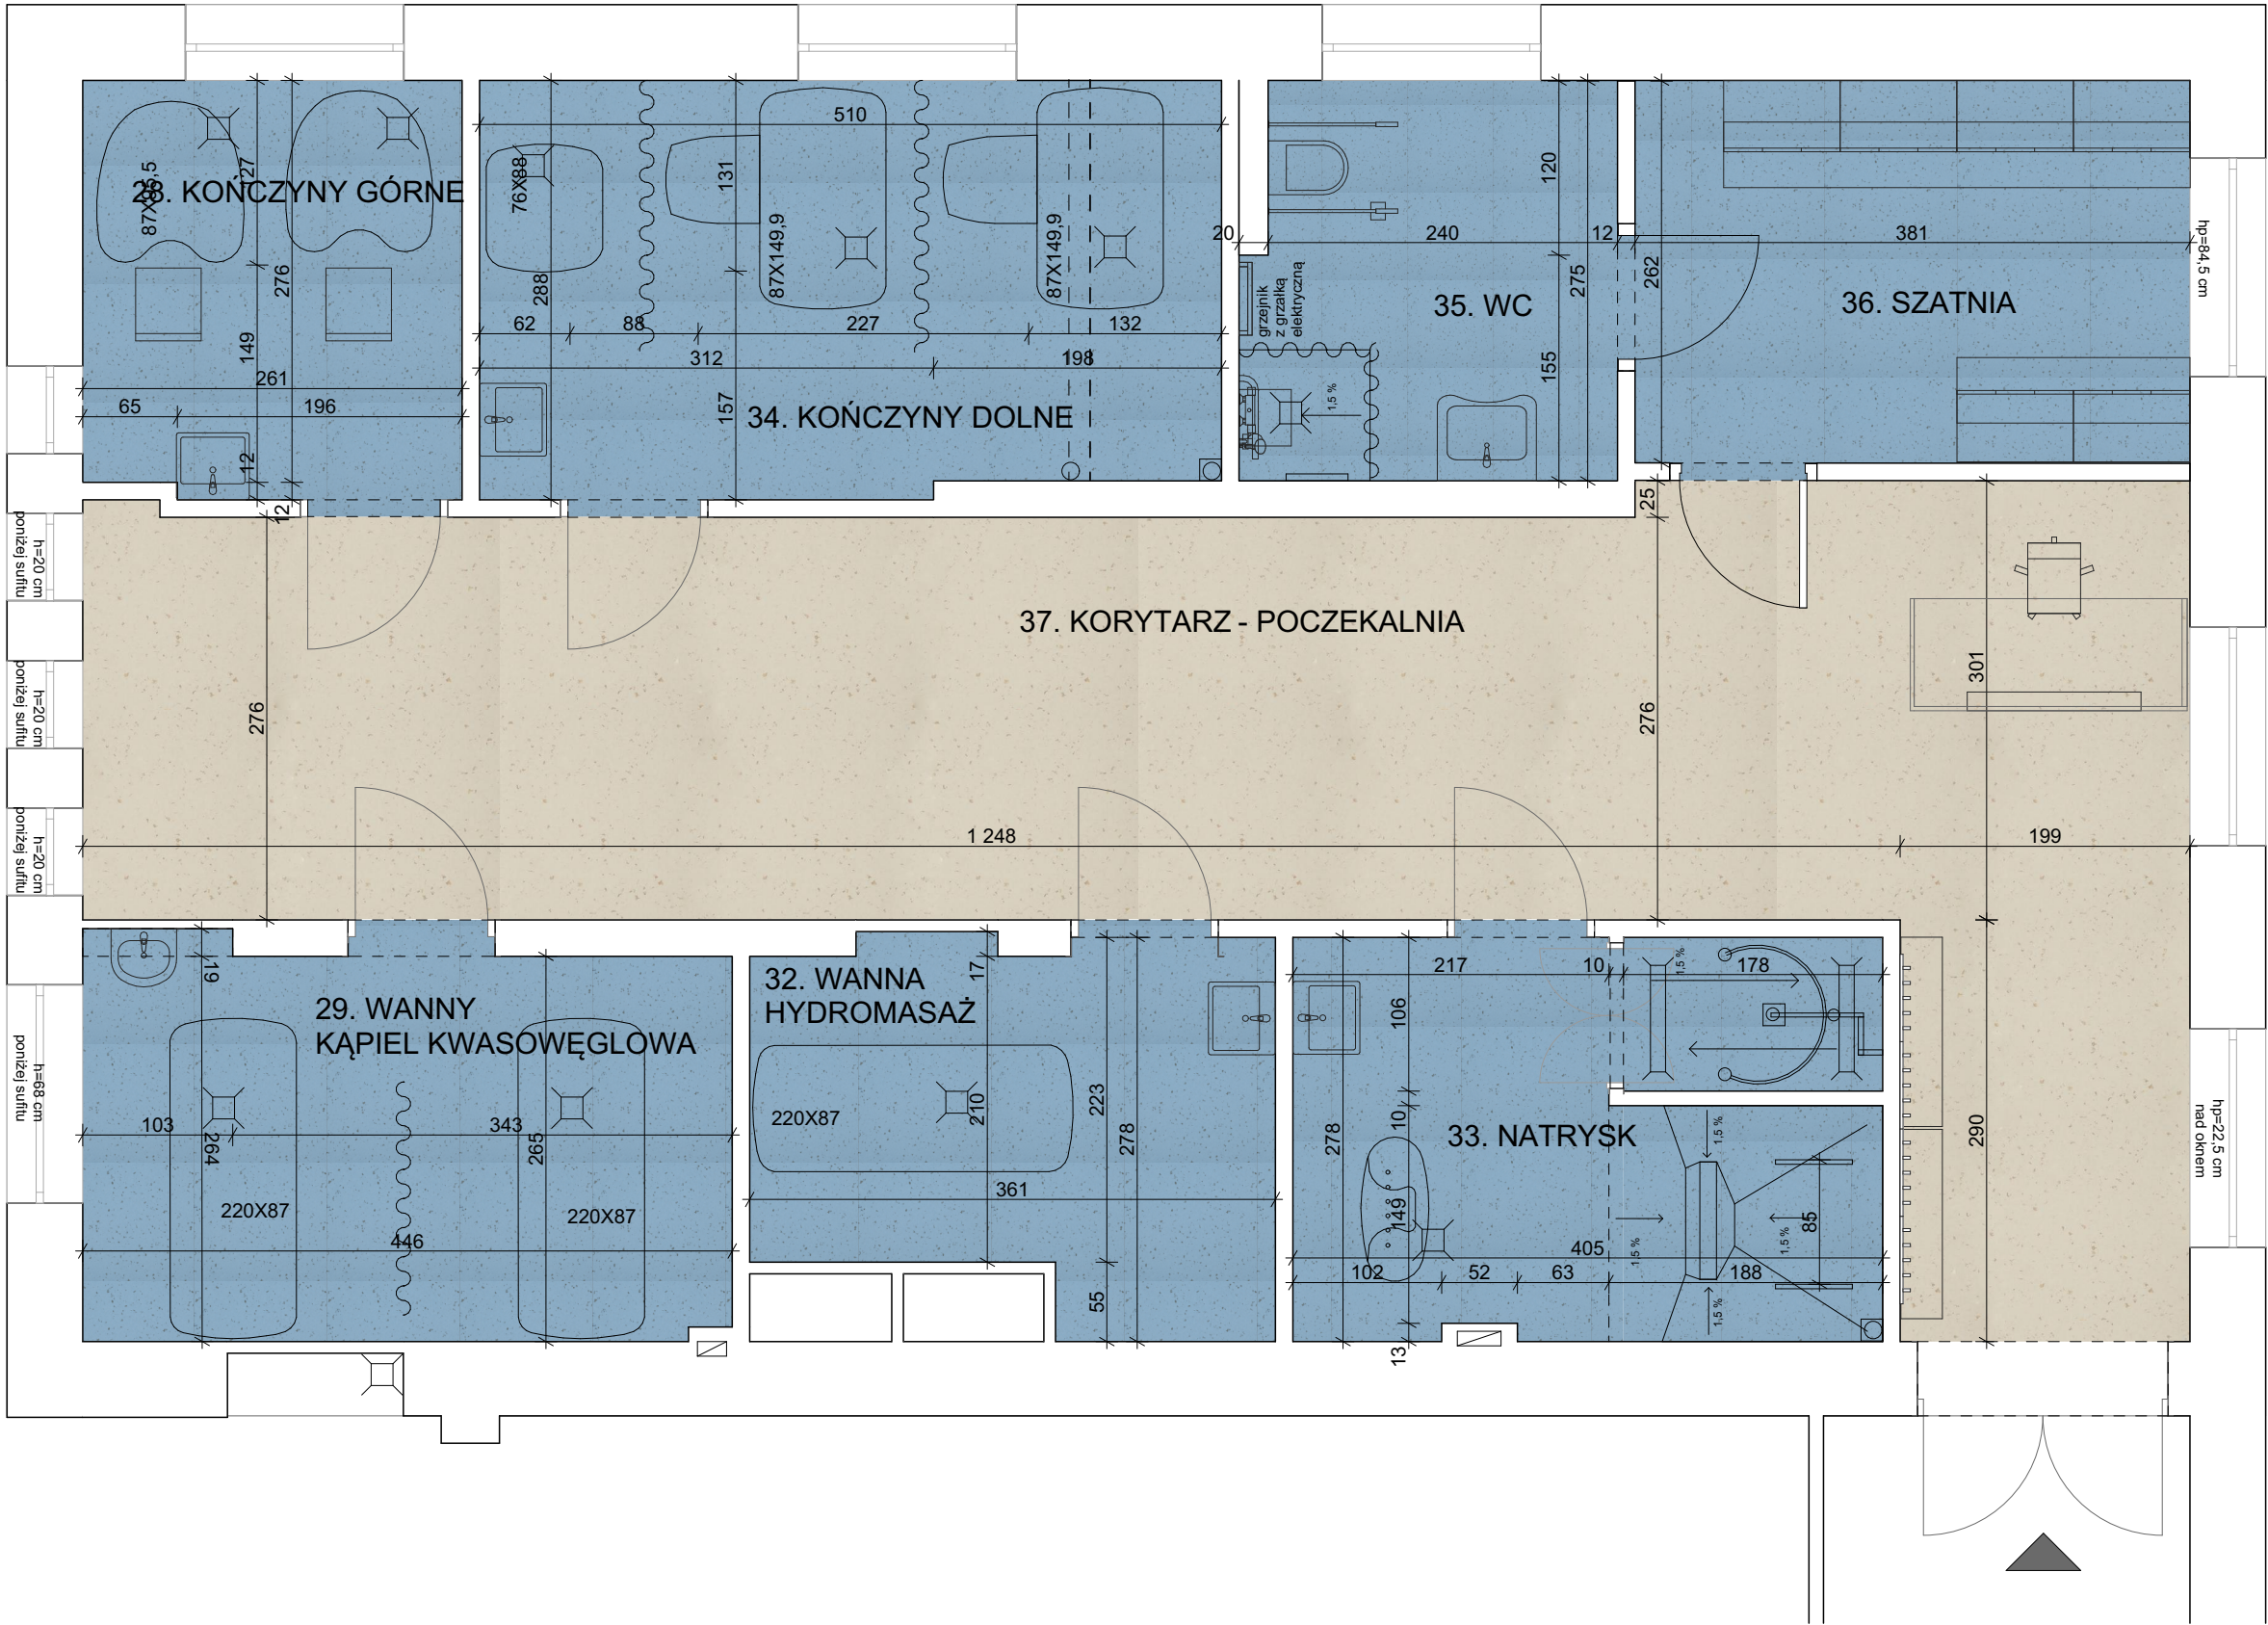 510
127
87X95,5
28. KOŃCZYNY GÓRNE
276
149
261
65
196
12
12
76X88
288
131
87X149,9
87X149,9
62
88
227
132
312
198
157
34. KOŃCZYNY DOLNE
20
240
12
381
120
275
262
155
grzejnik
z grzałką
elektryczną
1,5 %
35. WC
36. SZATNIA
hp=84,5 cm
25
h=20 cm
poniżej sufitu
h=20 cm
poniżej sufitu
h=20 cm
poniżej sufitu
37. KORYTARZ - POCZEKALNIA
276
276
301
1 248
199
19
29. WANNY
KĄPIEL KWASOWĘGLOWA
103
343
264
265
220X87
220X87
446
h=68 cm
poniżej sufitu
32. WANNA
HYDROMASAŻ
17
220X87
210
223
278
361
55
217
10
178
1,5 %
106
10
278
33. NATRYSK
149
1,5 %
85
1,5 %
1,5 %
405
102
52
63
188
1,5 %
13
290
hp=22,5 cm
nad oknem